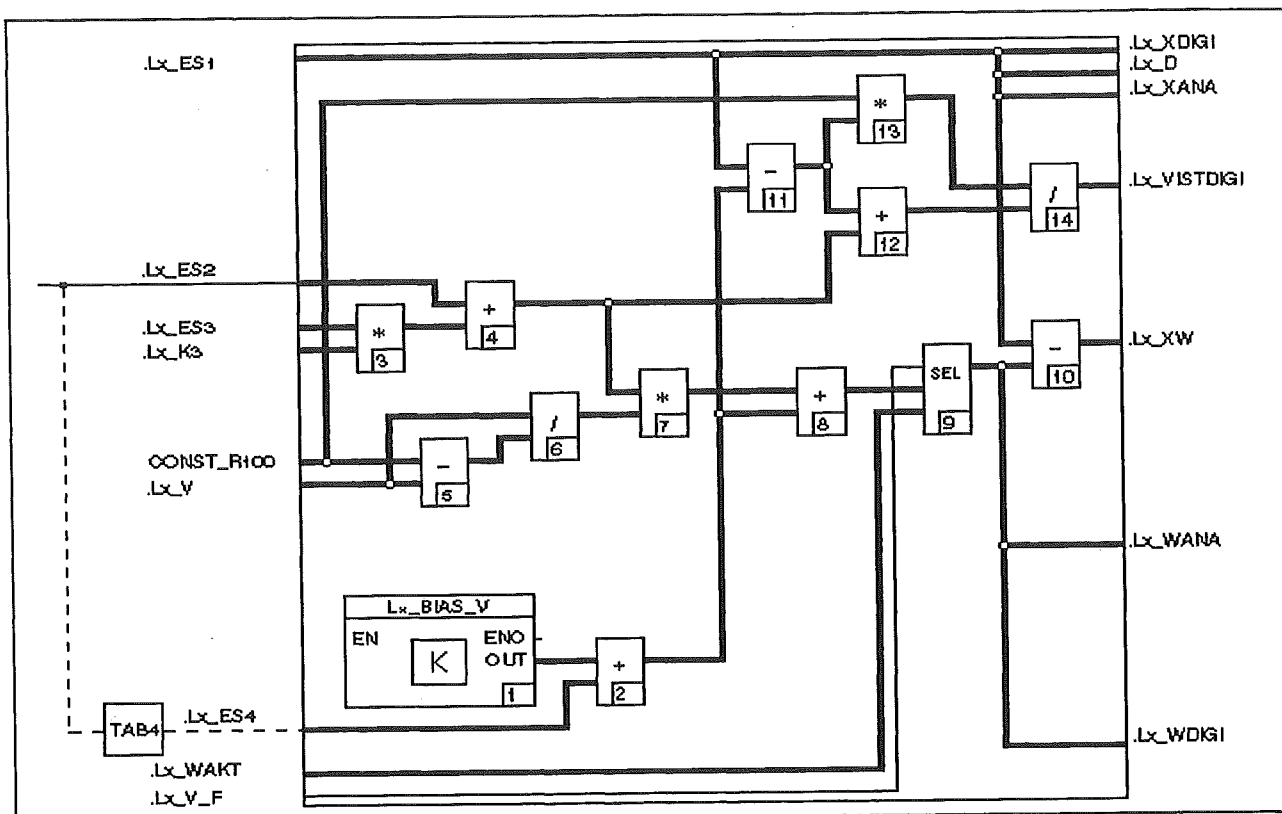 .Lx_ES1
.Lx_XDIGI
.Lx_D
.Lx_XANA
*
13
-
11
/
14
.Lx_VISTDIGI
+
12
.Lx_ES2
+
4
.Lx_ES3
.Lx_K3
*
3
-
10
.Lx_XW
SEL
9
*
7
+
8
/
6
CONST_R100
.Lx_V
-
5
.Lx_WANA
Lx_BIAS_V
EN
ENO
K
OUT
1
+
2
TAB4
.Lx_ES4
.Lx_WDIGI
.Lx_WAKT
.Lx_V_F